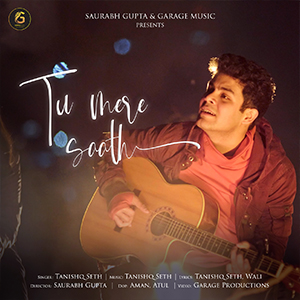 SAURABH GUPTA & GARAGE MUSIC
PRESENTS
Tu mere
saath
SINGER: TANISHQ SETH | MUSIC: TANISHQ SETH | LYRICS: TANISHQ SETH, WALI
DIRECTOR: SAURABH GUPTA | DOP: AMAN, ATUL | VIDEO: GARAGE PRODUCTIONS